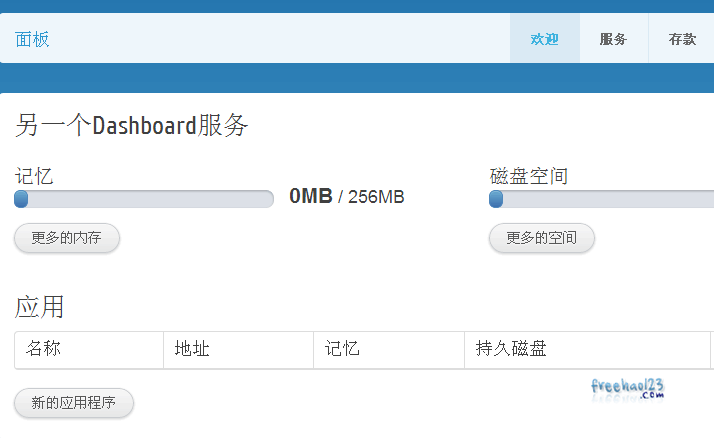 面板 欢迎 服务 存款
另一个Dashboard服务
记忆 磁盘空间
0MB / 256MB
更多的内存 更多的空间
应用
名称 地址 记忆 持久磁盘
新的应用程序
freehao123
.com